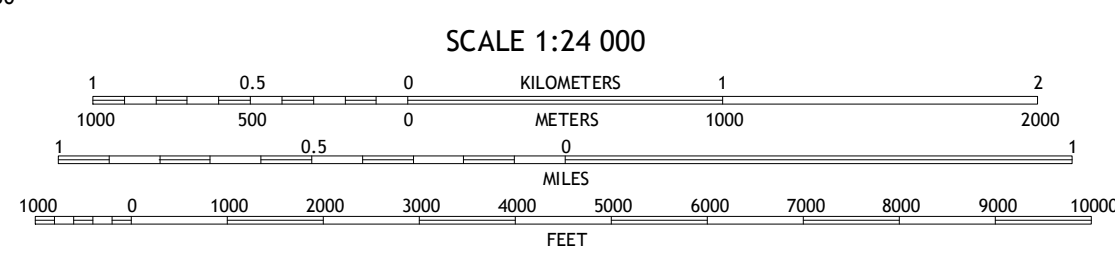 SCALE 1:24 000
1 0.5 0 KILOMETERS 1 2
1000 500 0 METERS 1000 2000
1 0.5 0 1
MILES
1000 0 1000 2000 3000 4000 5000 6000 7000 8000 9000 10000
FEET